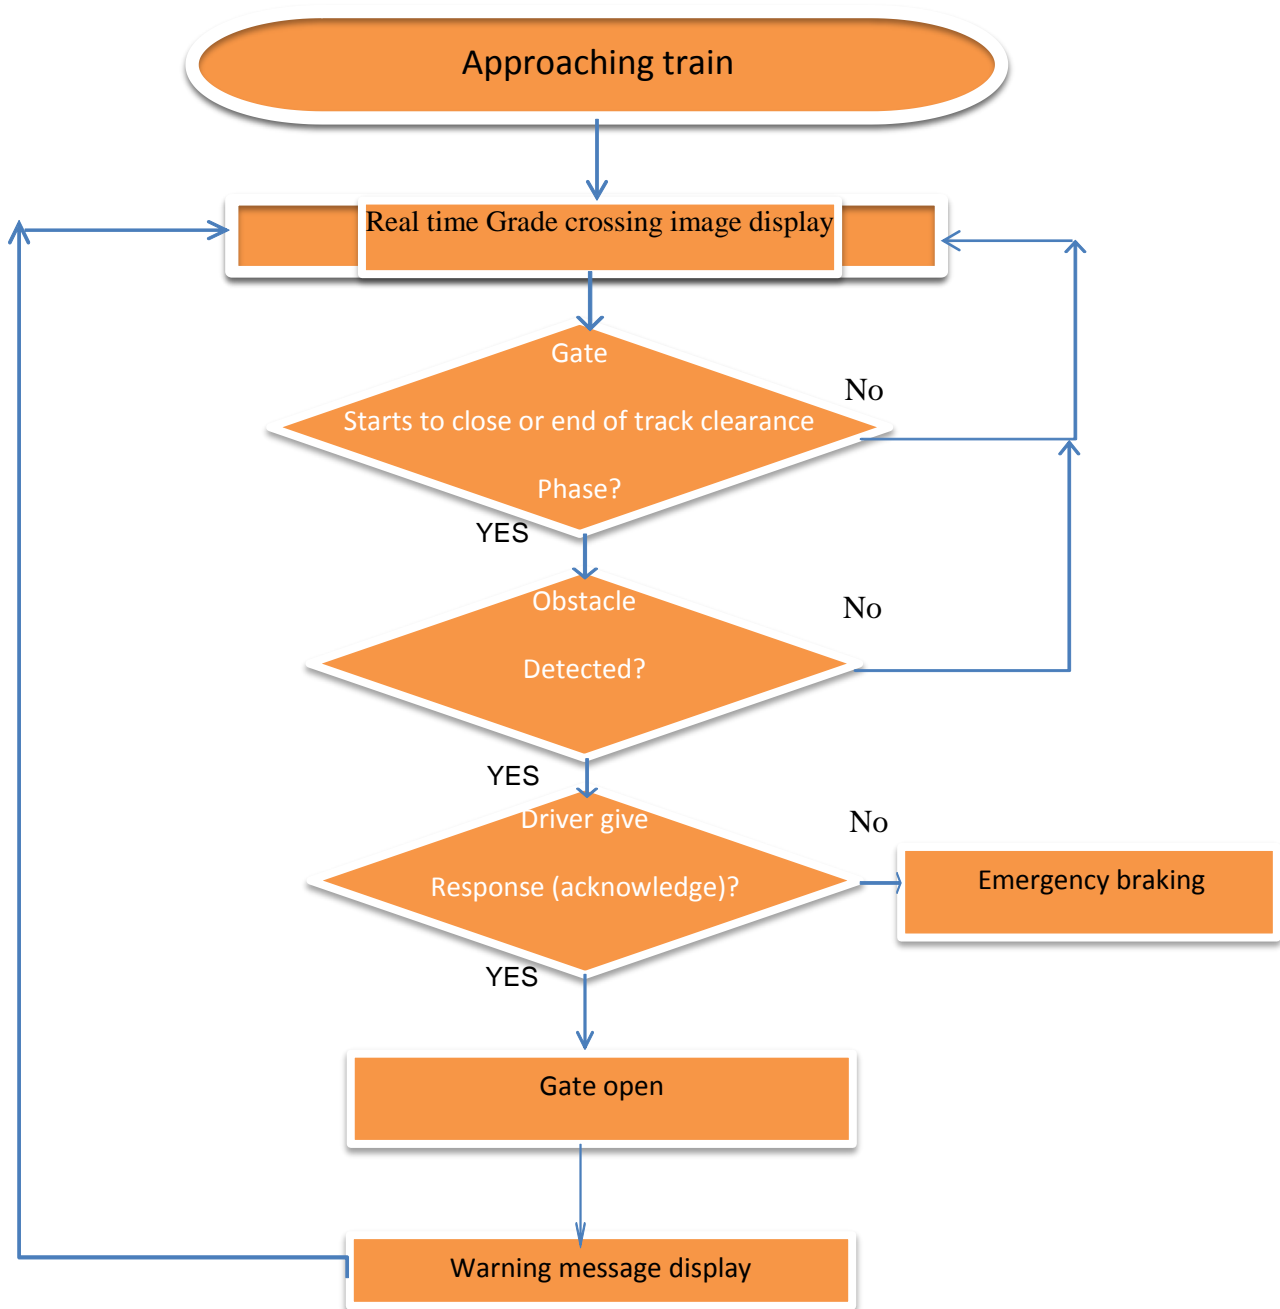 Approaching train
Real time Grade crossing image display
Gate
No
Starts to close or end of track clearance
Phase?
YES
Obstacle
No
Detected?
YES
Driver give
No
Response (acknowledge)?
Emergency braking
YES
Gate open
Warning message display